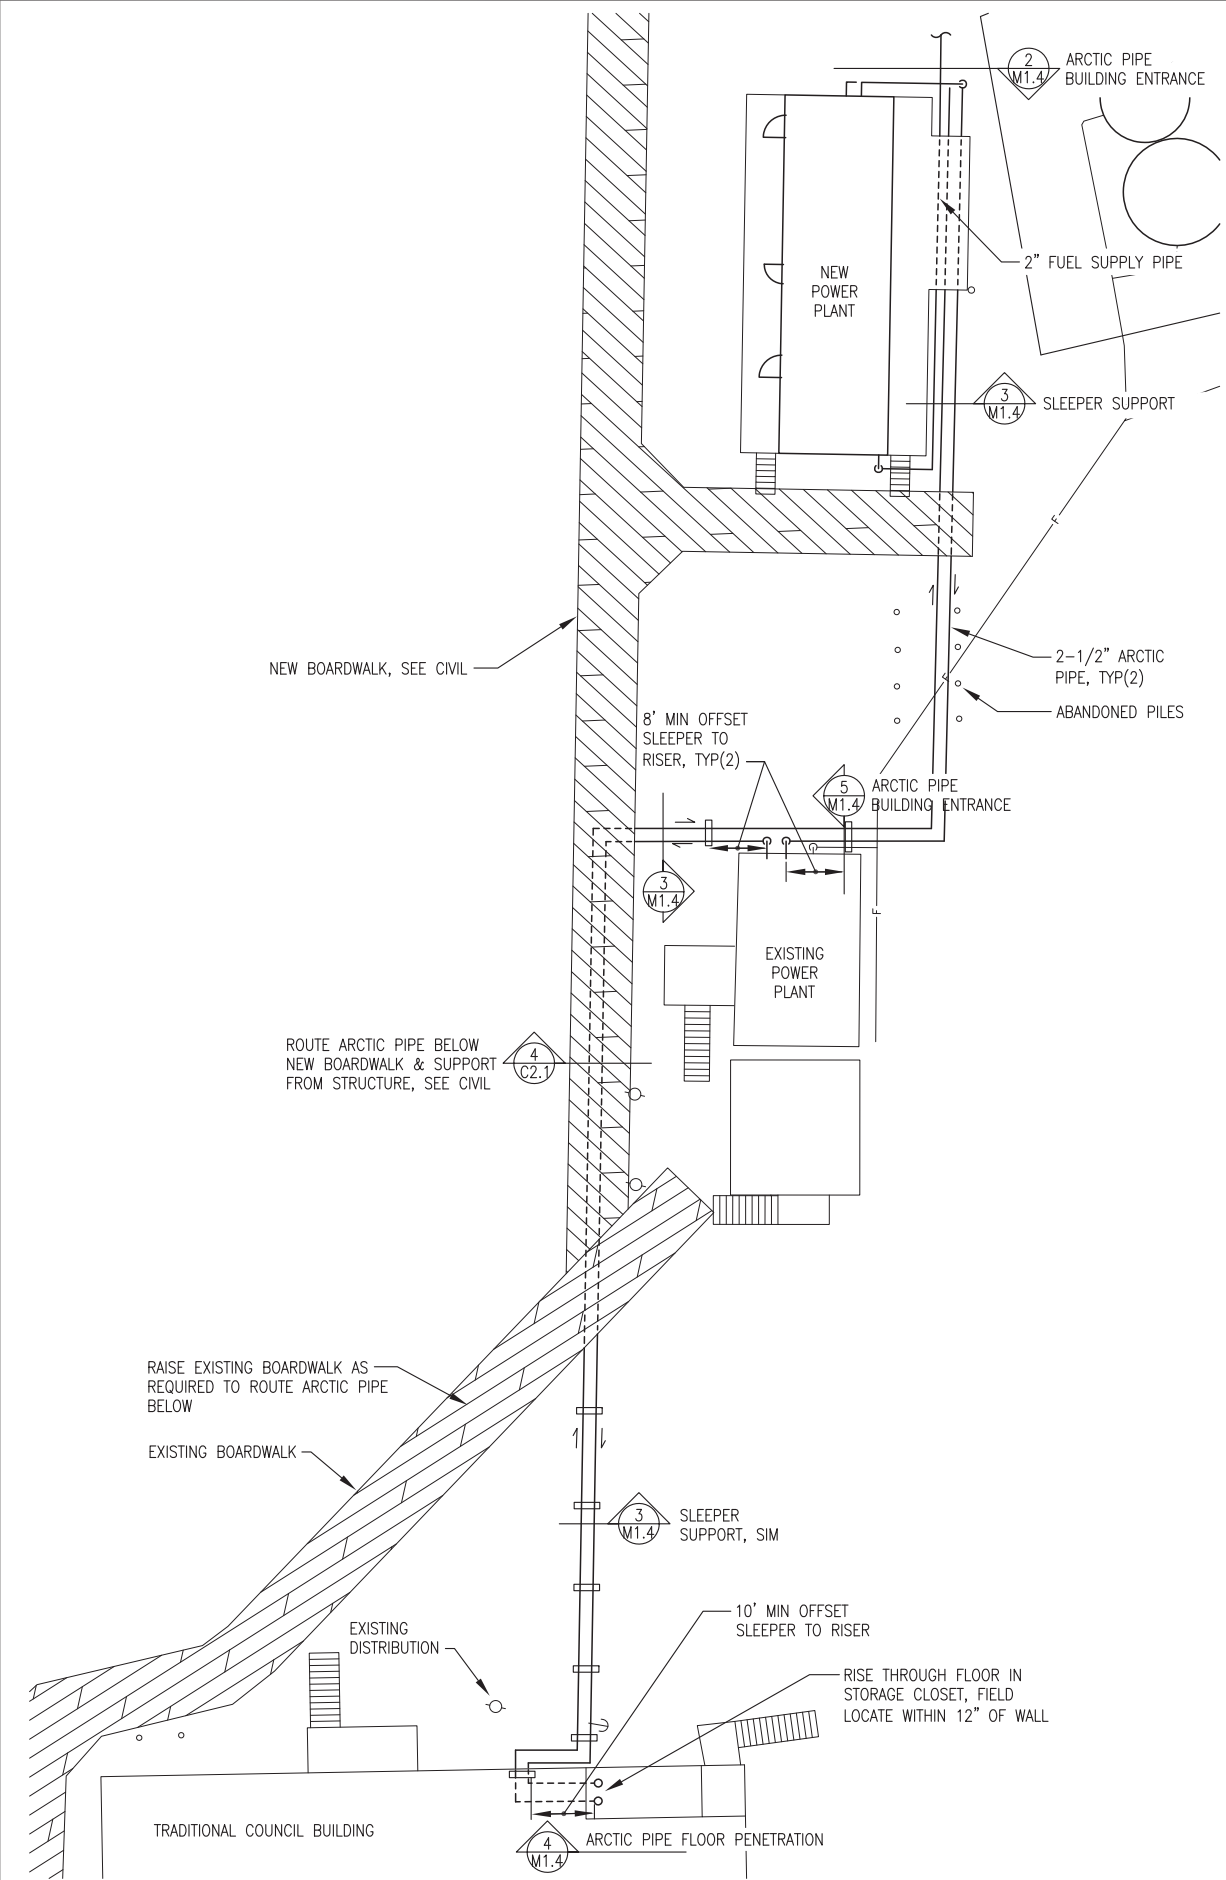 2
M1.4
ARCTIC PIPE
BUILDING ENTRANCE
2" FUEL SUPPLY PIPE
NEW
POWER
PLANT
3
M1.4
SLEEPER SUPPORT
F
NEW BOARDWALK, SEE CIVIL
2-1/2" ARCTIC
PIPE, TYP(2)
F
ABANDONED PILES
8' MIN OFFSET
SLEEPER TO
RISER, TYP(2)
5
M1.4
ARCTIC PIPE
BUILDING ENTRANCE
3
M1.4
F
EXISTING
POWER
PLANT
ROUTE ARCTIC PIPE BELOW
NEW BOARDWALK & SUPPORT
FROM STRUCTURE, SEE CIVIL
4
C2.1
RAISE EXISTING BOARDWALK AS
REQUIRED TO ROUTE ARCTIC PIPE
BELOW
EXISTING BOARDWALK
3
M1.4
SLEEPER
SUPPORT, SIM
10' MIN OFFSET
SLEEPER TO RISER
EXISTING
DISTRIBUTION
RISE THROUGH FLOOR IN
STORAGE CLOSET, FIELD
LOCATE WITHIN 12" OF WALL
TRADITIONAL COUNCIL BUILDING
4
M1.4
ARCTIC PIPE FLOOR PENETRATION